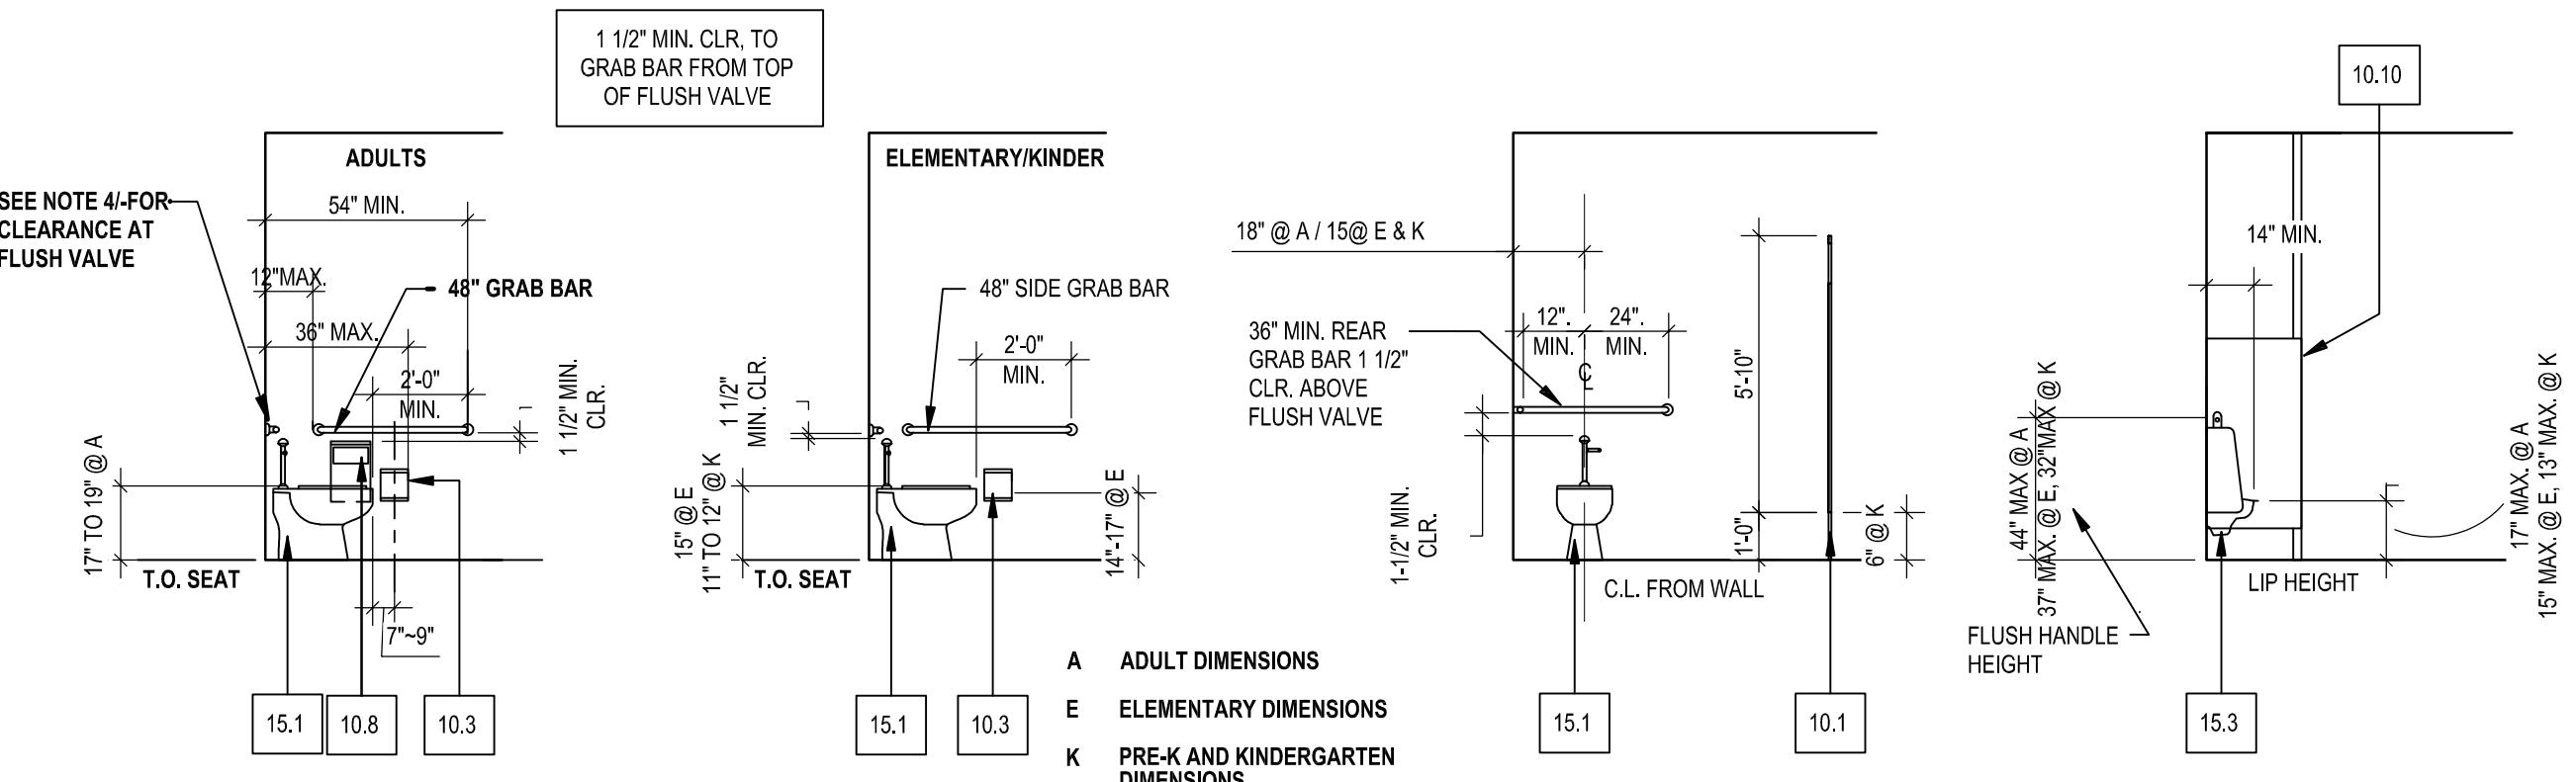 1 1/2" MIN. CLR, TO
GRAB BAR FROM TOP
OF FLUSH VALVE
ADULTS
SEE NOTE 4/-FOR
CLEARANCE AT
FLUSH VALVE
54" MIN.
12"MAX.
48" GRAB BAR
36" MAX.
2'-0"
MIN.
1 1/2" MIN.
CLR.
17" TO 19" @ A
T.O. SEAT
7"~9"
15.1
10.8
10.3
ELEMENTARY/KINDER
48" SIDE GRAB BAR
2'-0"
MIN.
1 1/2"
MIN. CLR.
15" @ E
11" TO 12" @ K
T.O. SEAT
14"-17" @ E
15.1
10.3
A ADULT DIMENSIONS
E ELEMENTARY DIMENSIONS
K PRE-K AND KINDERGARTEN
DIMENSIONS
18" @ A / 15@ E & K
36" MIN. REAR
GRAB BAR 1 1/2"
CLR. ABOVE
FLUSH VALVE
12".
MIN.
24".
MIN.
CL
5'-10"
1'-0"
6" @ K
1-1/2" MIN.
CLR.
C.L. FROM WALL
15.1
10.1
10.10
14" MIN.
44" MAX @ A
37" MAX. @ E, 32"MAX @ K
FLUSH HANDLE
HEIGHT
LIP HEIGHT
17" MAX. @ A
15" MAX. @ E, 13" MAX. @ K
15.3